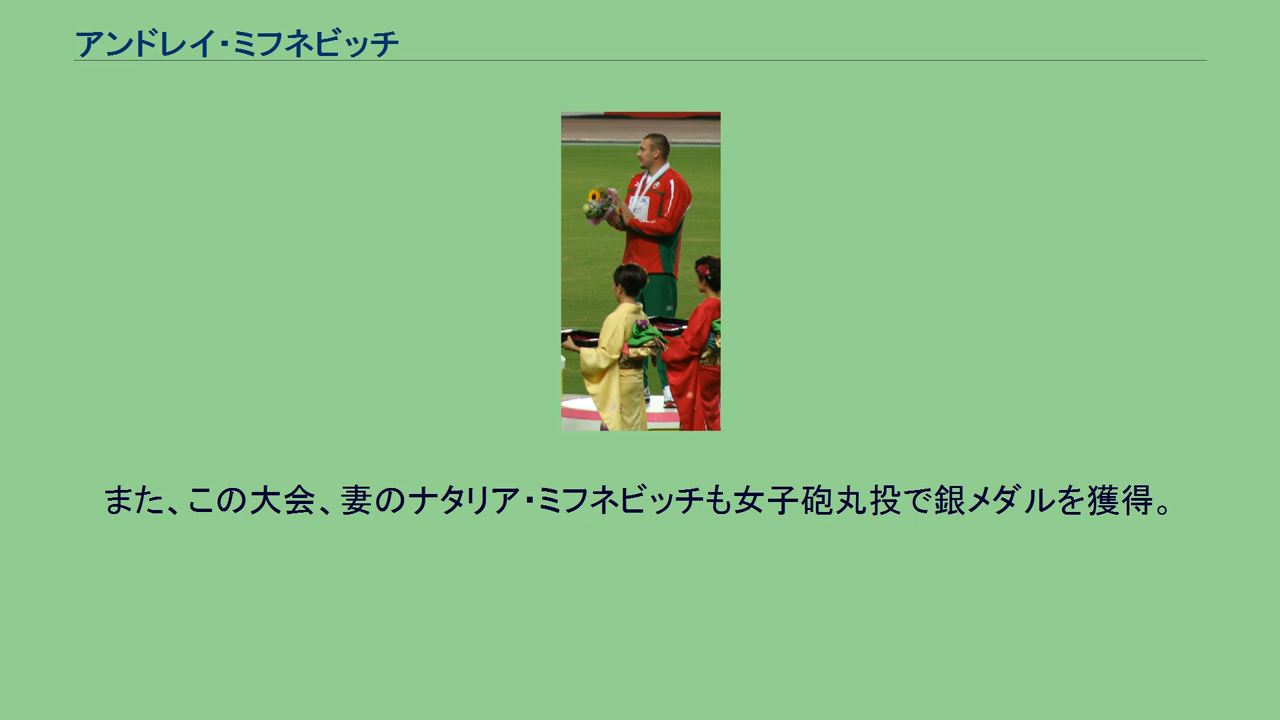 アンドレイ・ミフネビッチ
また、この大会、妻のナタリア・ミフネビッチも女子砲丸投で銀メダルを獲得。